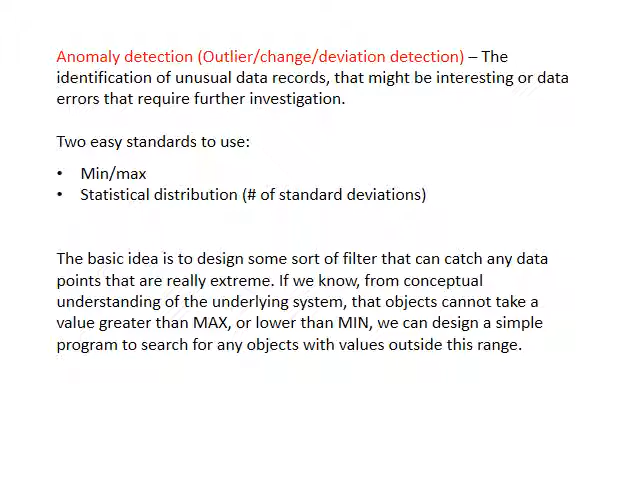 Anomaly detection (Outlier/change/deviation detection) – The
identification of unusual data records, that might be interesting or data
errors that require further investigation.
Two easy standards to use:
• Min/max
• Statistical distribution (# of standard deviations)
The basic idea is to design some sort of filter that can catch any data
points that are really extreme. If we know, from conceptual
understanding of the underlying system, that objects cannot take a
value greater than MAX, or lower than MIN, we can design a simple
program to search for any objects with values outside this range.